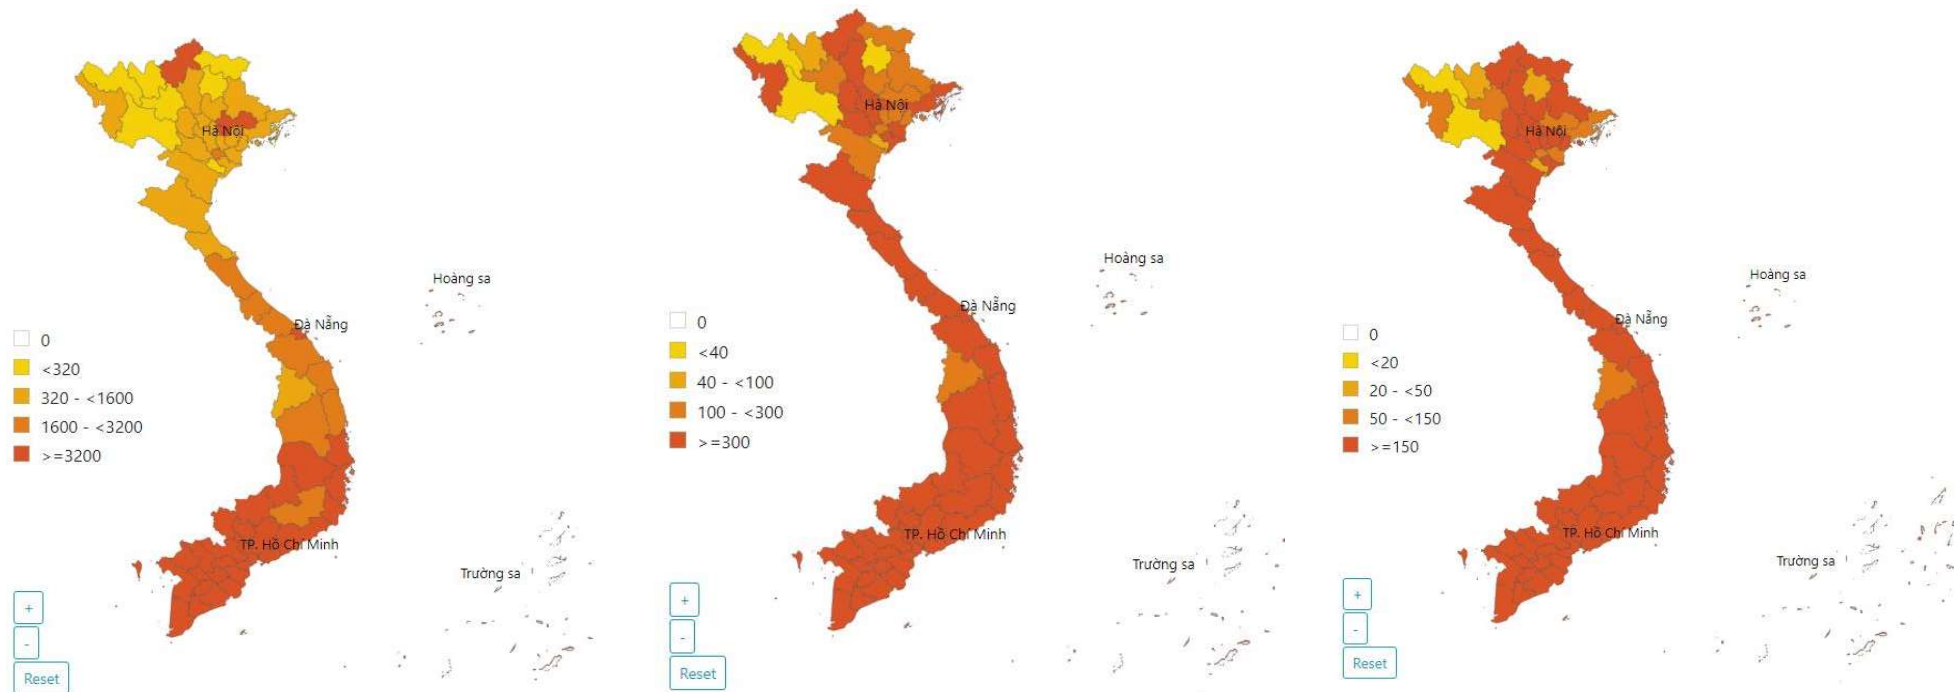 Hà Nội
Hoàng sa
Đà Nẵng
0
<320
320 - <1600
1600 - <3200
>=3200
TP. Hồ Chí Minh
Trường sa
+
-
Reset
Hà Nội
Hoàng sa
Đà Nẵng
0
<40
40 - <100
100 - <300
>=300
TP. Hồ Chí Minh
Trường sa
+
-
Reset
Hà Nội
Hoàng sa
Đà Nẵng
0
<20
20 - <50
50 - <150
>=150
TP. Hồ Chí Minh
Trường sa
+
-
Reset